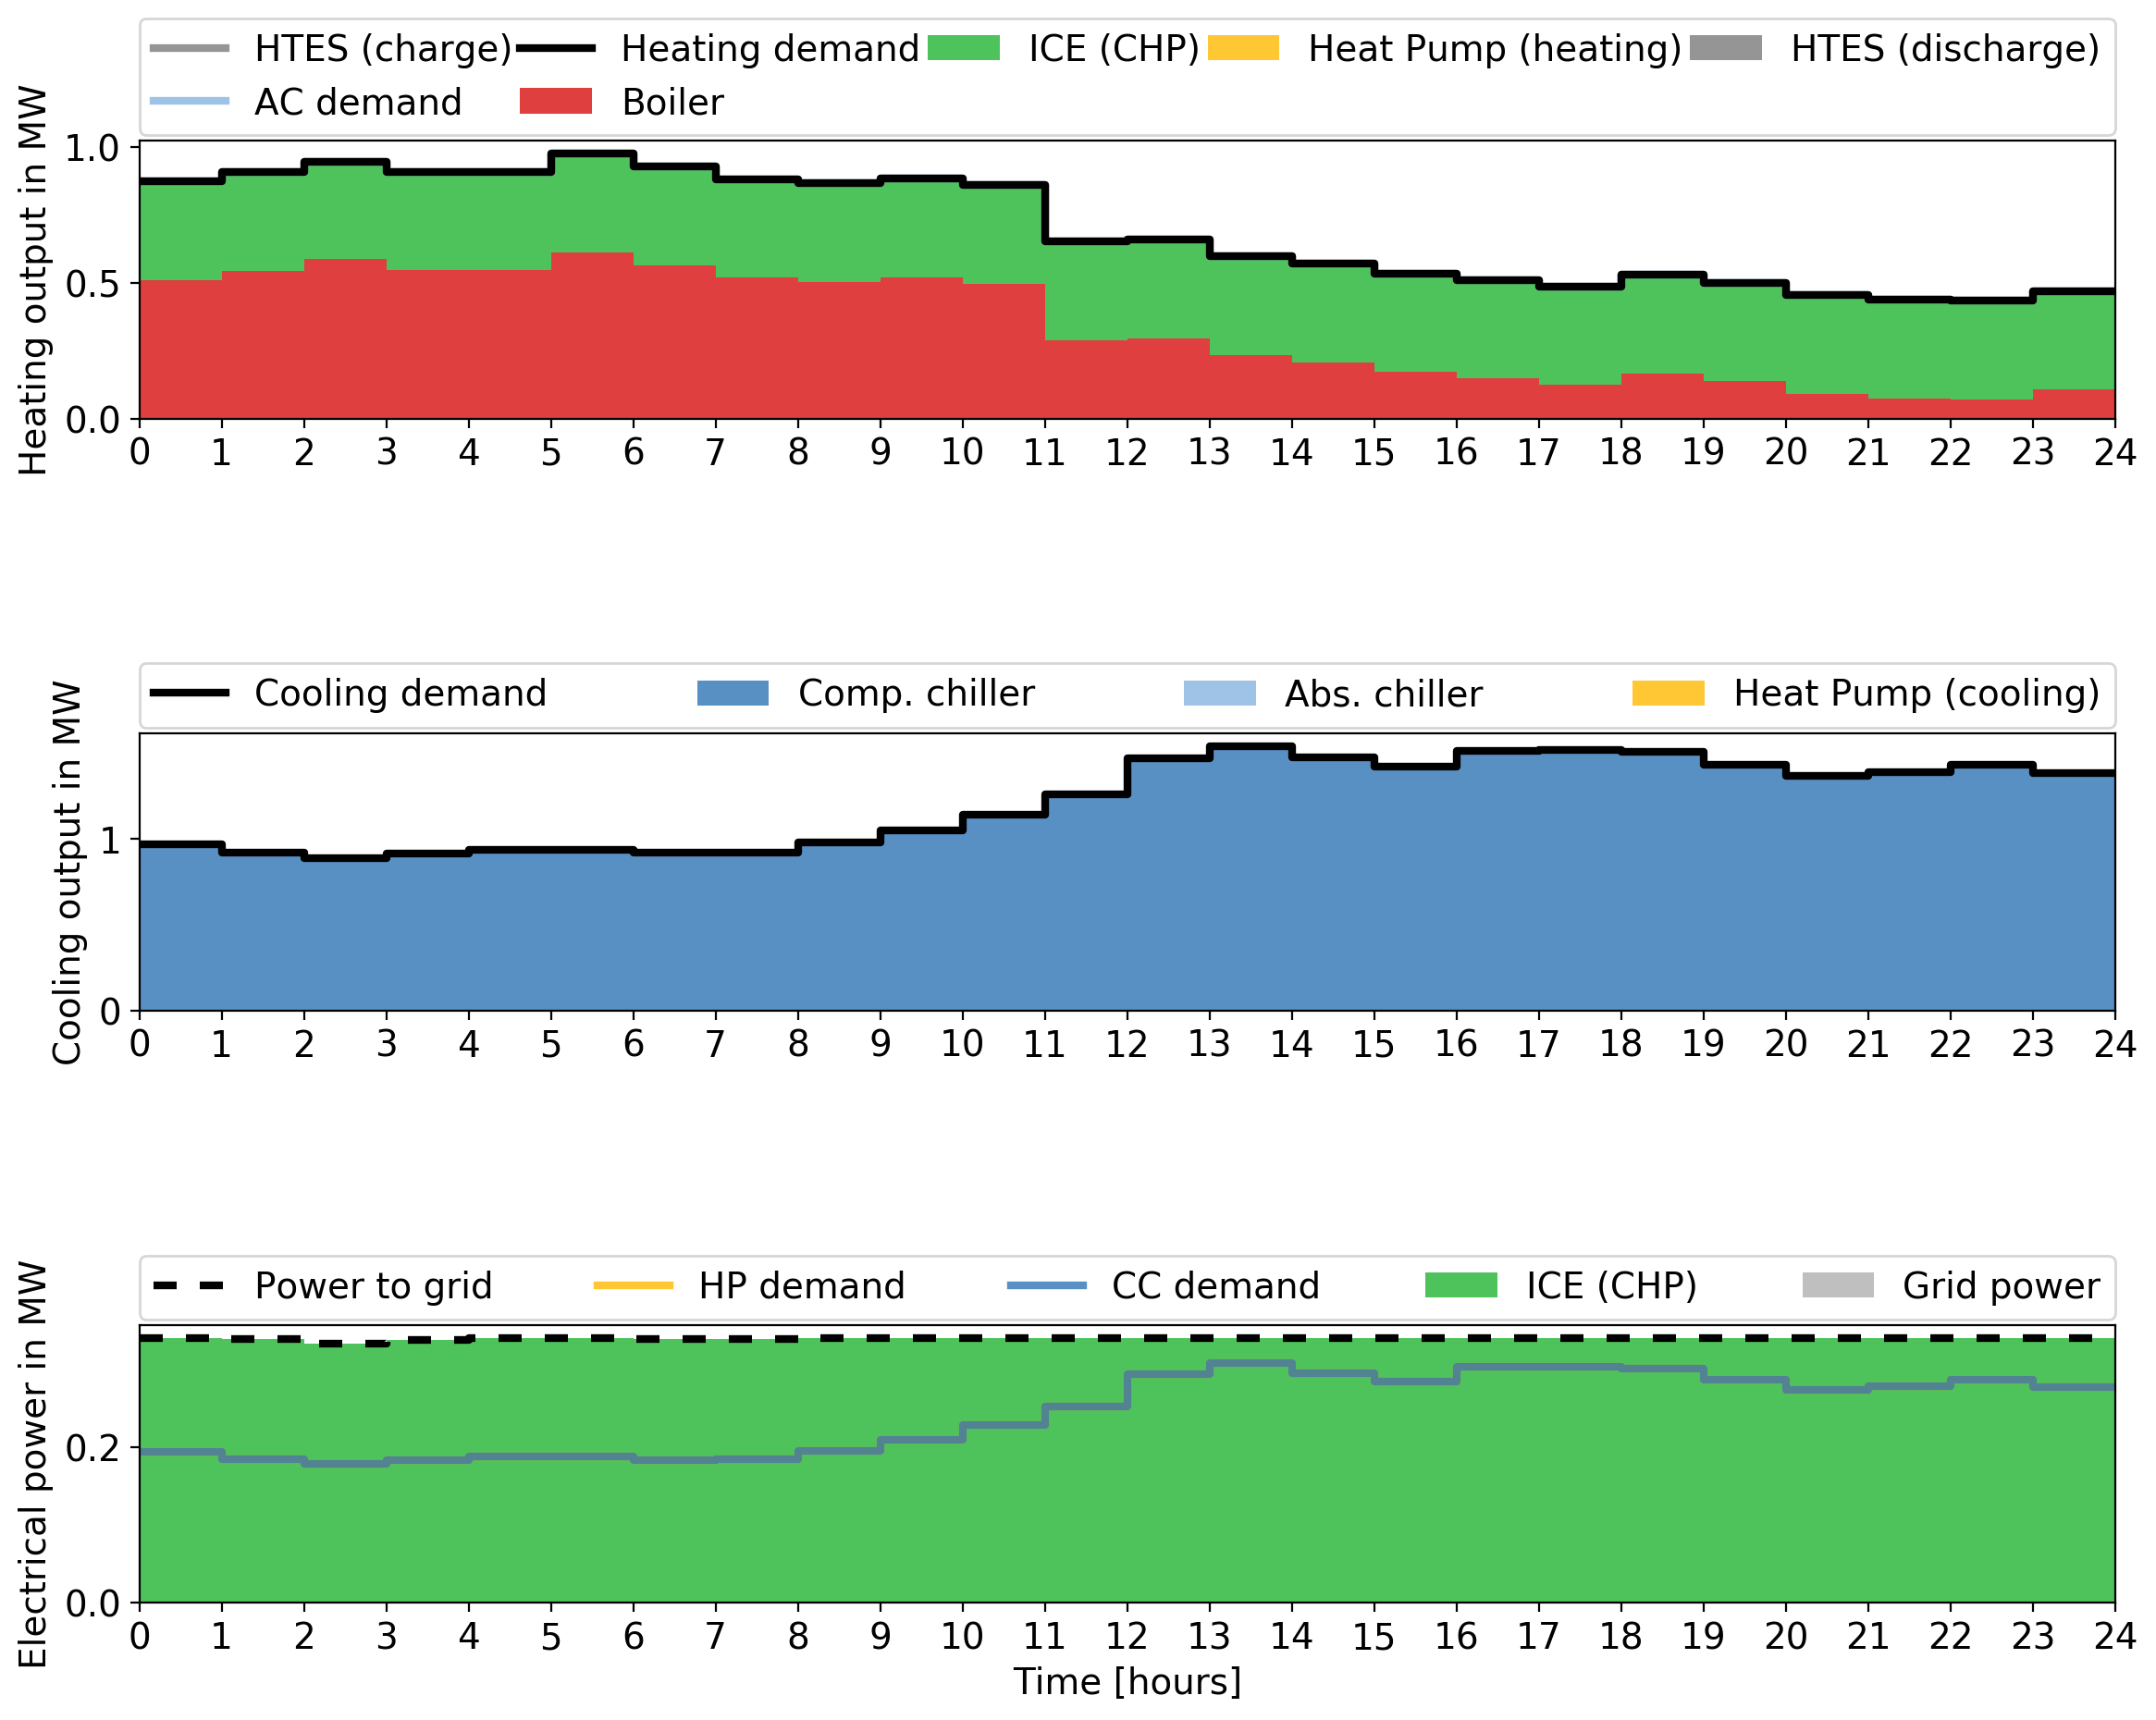 HTES (charge) Heating demand ICE (CHP) Heat Pump (heating) HTES (discharge)
AC demand Boiler
Heating output in MW
1.0
0.5
0.0
0 1 2 3 4 5 6 7 8 9 10 11 12 13 14 15 16 17 18 19 20 21 22 23 24
Cooling demand Comp. chiller Abs. chiller Heat Pump (cooling)
Cooling output in MW
1
0
0 1 2 3 4 5 6 7 8 9 10 11 12 13 14 15 16 17 18 19 20 21 22 23 24
Power to grid HP demand CC demand ICE (CHP) Grid power
Electrical power in MW
0.2
0.0
0 1 2 3 4 5 6 7 8 9 10 11 12 13 14 15 16 17 18 19 20 21 22 23 24
Time [hours]